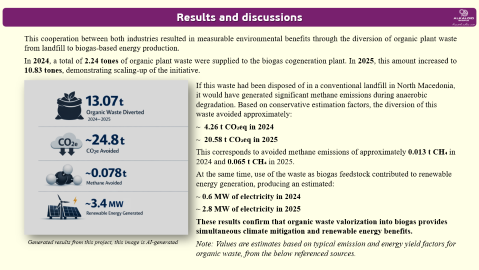 Results and discussions
ALKALOID
SKOPJE
This cooperation between both industries resulted in measurable environmental benefits through the diversion of organic plant waste
from landfill to biogas-based energy production.
In 2024, a total of 2.24 tones of organic plant waste were supplied to the biogas cogeneration plant. In 2025, this amount increased to
10.83 tones, demonstrating scaling-up of the initiative.
13.07 t
Organic Waste Diverted
2024–2025
CO₂e
~24.8 t
CO₂e Avoided
~0.078 t
Methane Avoided
~3.4 MW
Renewable Energy Generated
Generated results from this project, this image is AI-generated
If this waste had been disposed of in a conventional landfill in North Macedonia,
it would have generated significant methane emissions during anaerobic
degradation. Based on conservative estimation factors, the diversion of this
waste avoided approximately:
~ 4.26 t CO₂eq in 2024
~ 20.58 t CO₂eq in 2025
This corresponds to avoided methane emissions of approximately 0.013 t CH₄ in
2024 and 0.065 t CH₄ in 2025.
At the same time, use of the waste as biogas feedstock contributed to renewable
energy generation, producing an estimated:
~ 0.6 MW of electricity in 2024
~ 2.8 MW of electricity in 2025
These results confirm that organic waste valorization into biogas provides
simultaneous climate mitigation and renewable energy benefits.
Note: Values are estimates based on typical emission and energy yield factors for
organic waste, from the below referenced sources.